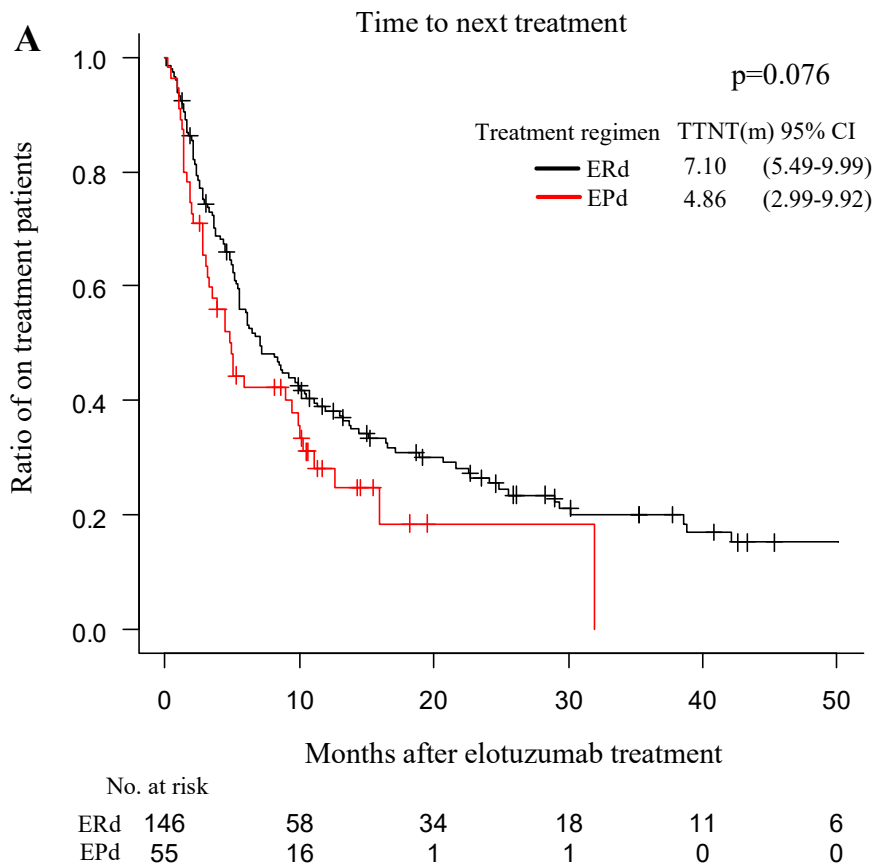 A
Time to next treatment
p=0.076
Treatment regimen TTNT(m) 95% CI
ERd 7.10 (5.49-9.99)
EPd 4.86 (2.99-9.92)
Ratio of on treatment patients
1.0
0.8
0.6
0.4
0.2
0.0
0 10 20 30 40 50
Months after elotuzumab treatment
No. at risk
ERd 146 58 34 18 11 6
EPd 55 16 1 1 0 0